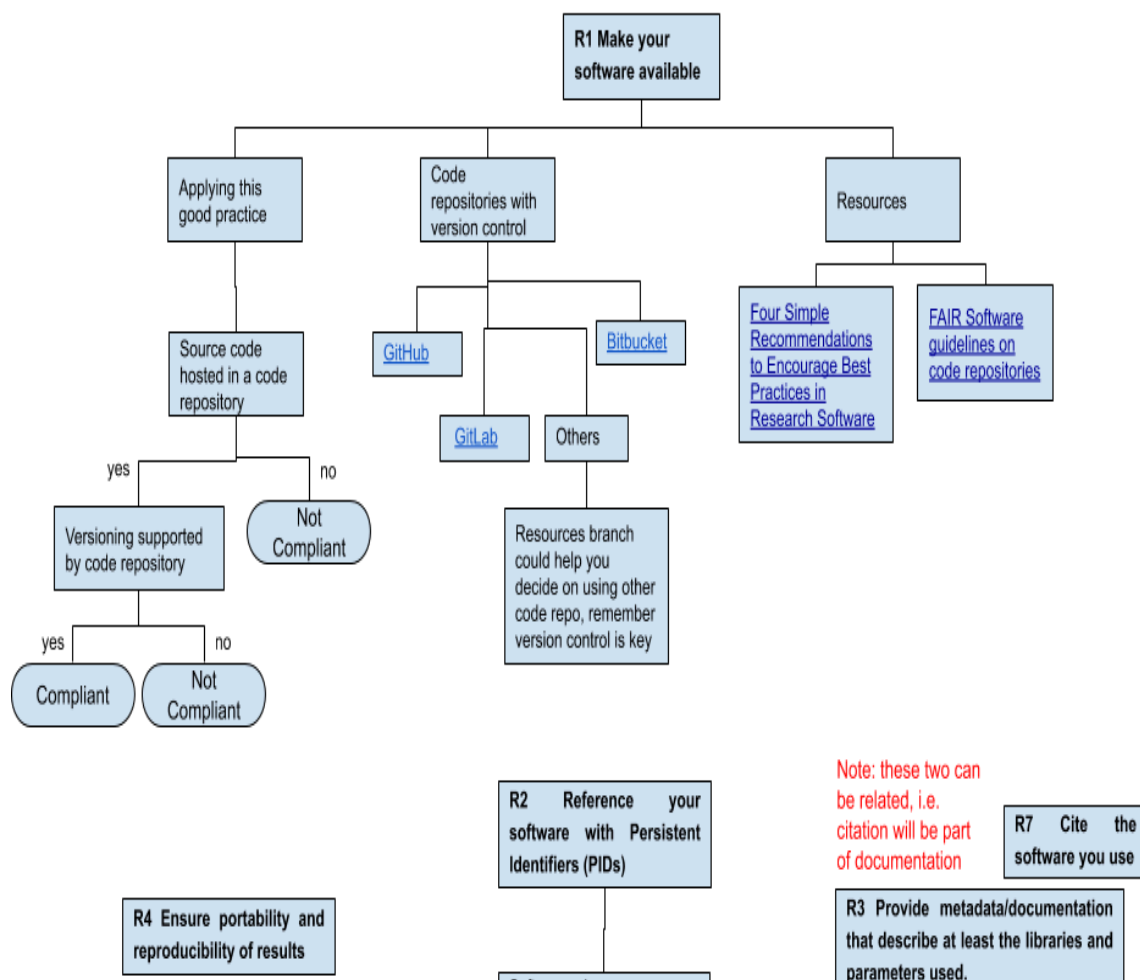 R1 Make your
software available
Applying this
good practice
Code
repositories with
version control
Resources
Source code
hosted in a code
repository
GitHub
Bitbucket
GitLab
Others
Four Simple
Recommendations
to Encourage Best
Practices in
Research Software
FAIR Software
guidelines on
code repositories
yes
no
Versioning supported
by code repository
Not
Compliant
Resources branch
could help you
decide on using other
code repo, remember
version control is key
yes
no
Compliant
Not
Compliant
R2 Reference your
software with Persistent
Identifiers (PIDs)
Note: these two can
be related, i.e.
citation will be part
of documentation
R7 Cite the
software you use
R4 Ensure portability and
reproducibility of results
R3 Provide metadata/documentation
that describe at least the libraries and
parameters used.